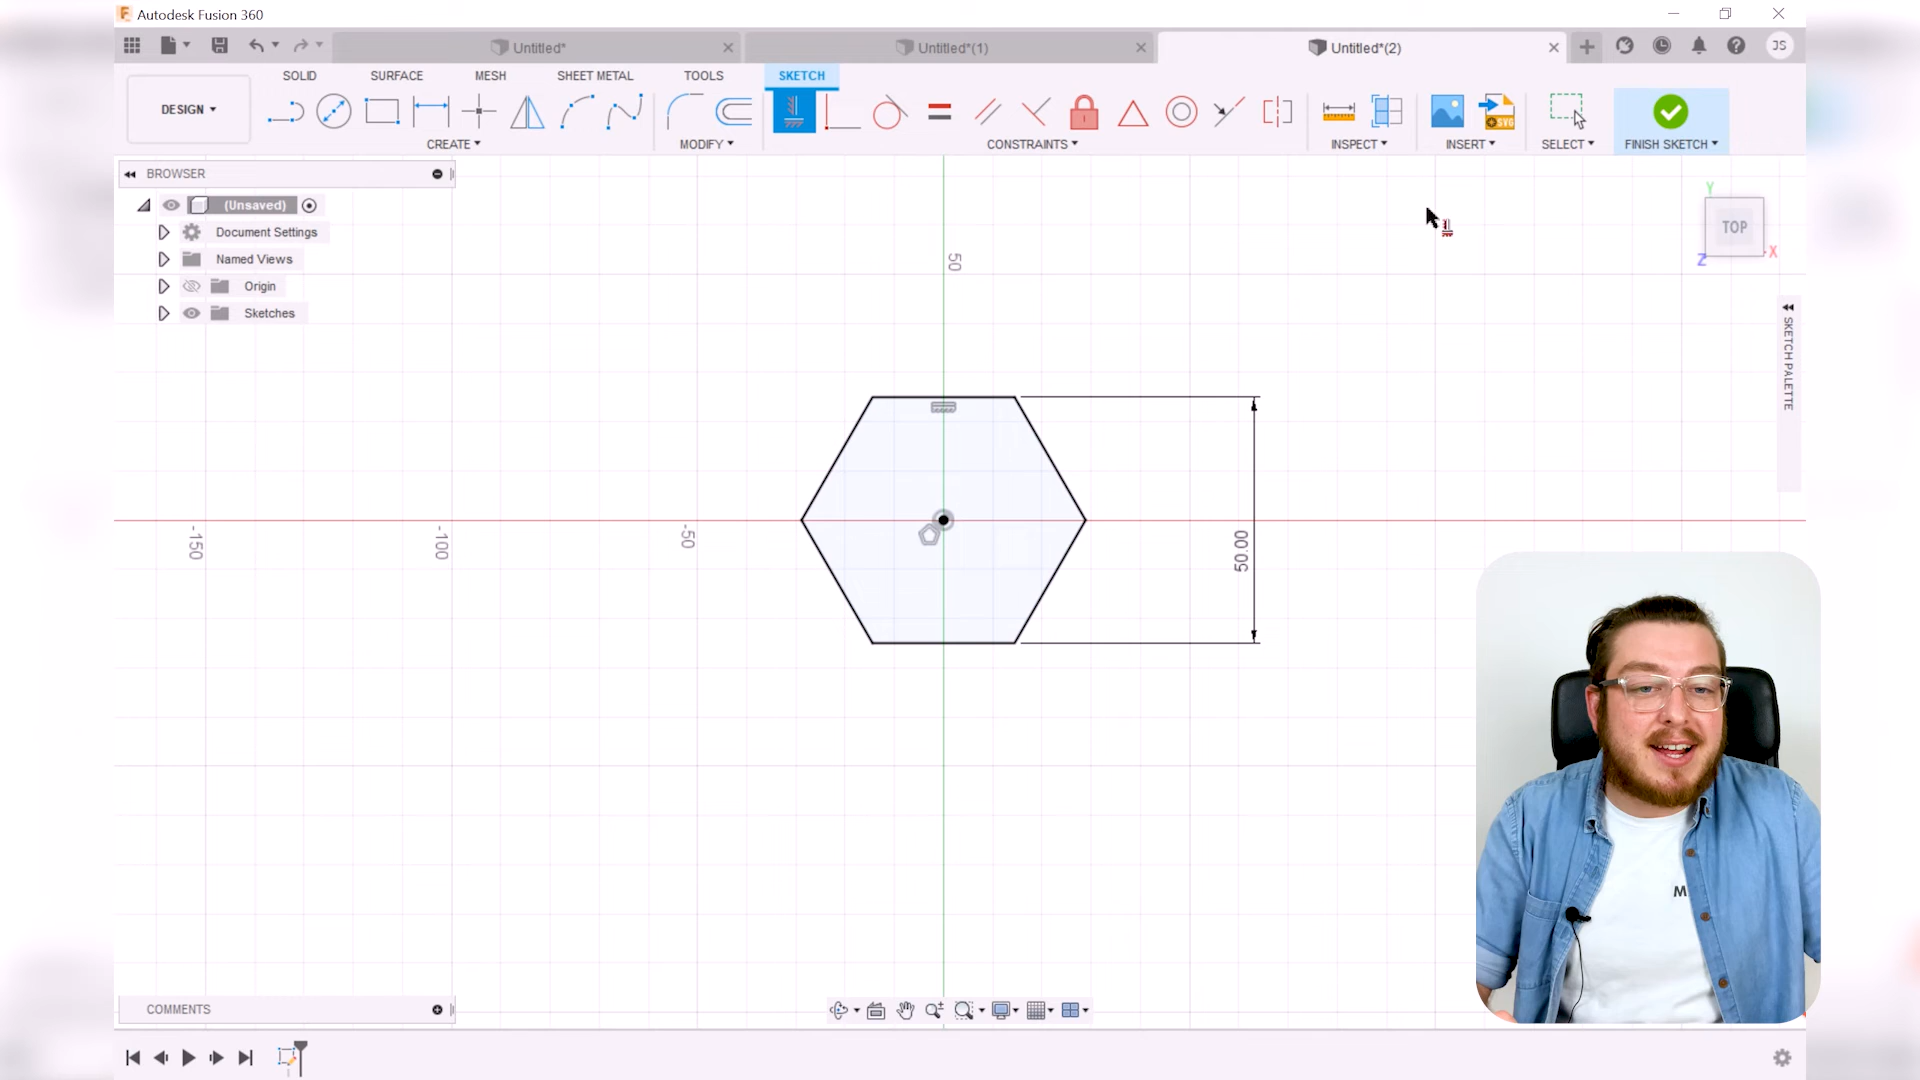 Autodesk Fusion 360
Untitled*
Untitled*(1)
Untitled*(2)
JS
DESIGN
SOLID
SURFACE
MESH
SHEET METAL
TOOLS
SKETCH
SVG
CREATE
MODIFY
CONSTRAINTS
INSPECT
INSERT
SELECT
FINISH SKETCH
BROWSER
(Unsaved)
Document Settings
Named Views
Origin
Sketches
Y
TOP
X
Z
SKETCH PALETTE
50
-150
-100
-50
50.00
M
COMMENTS